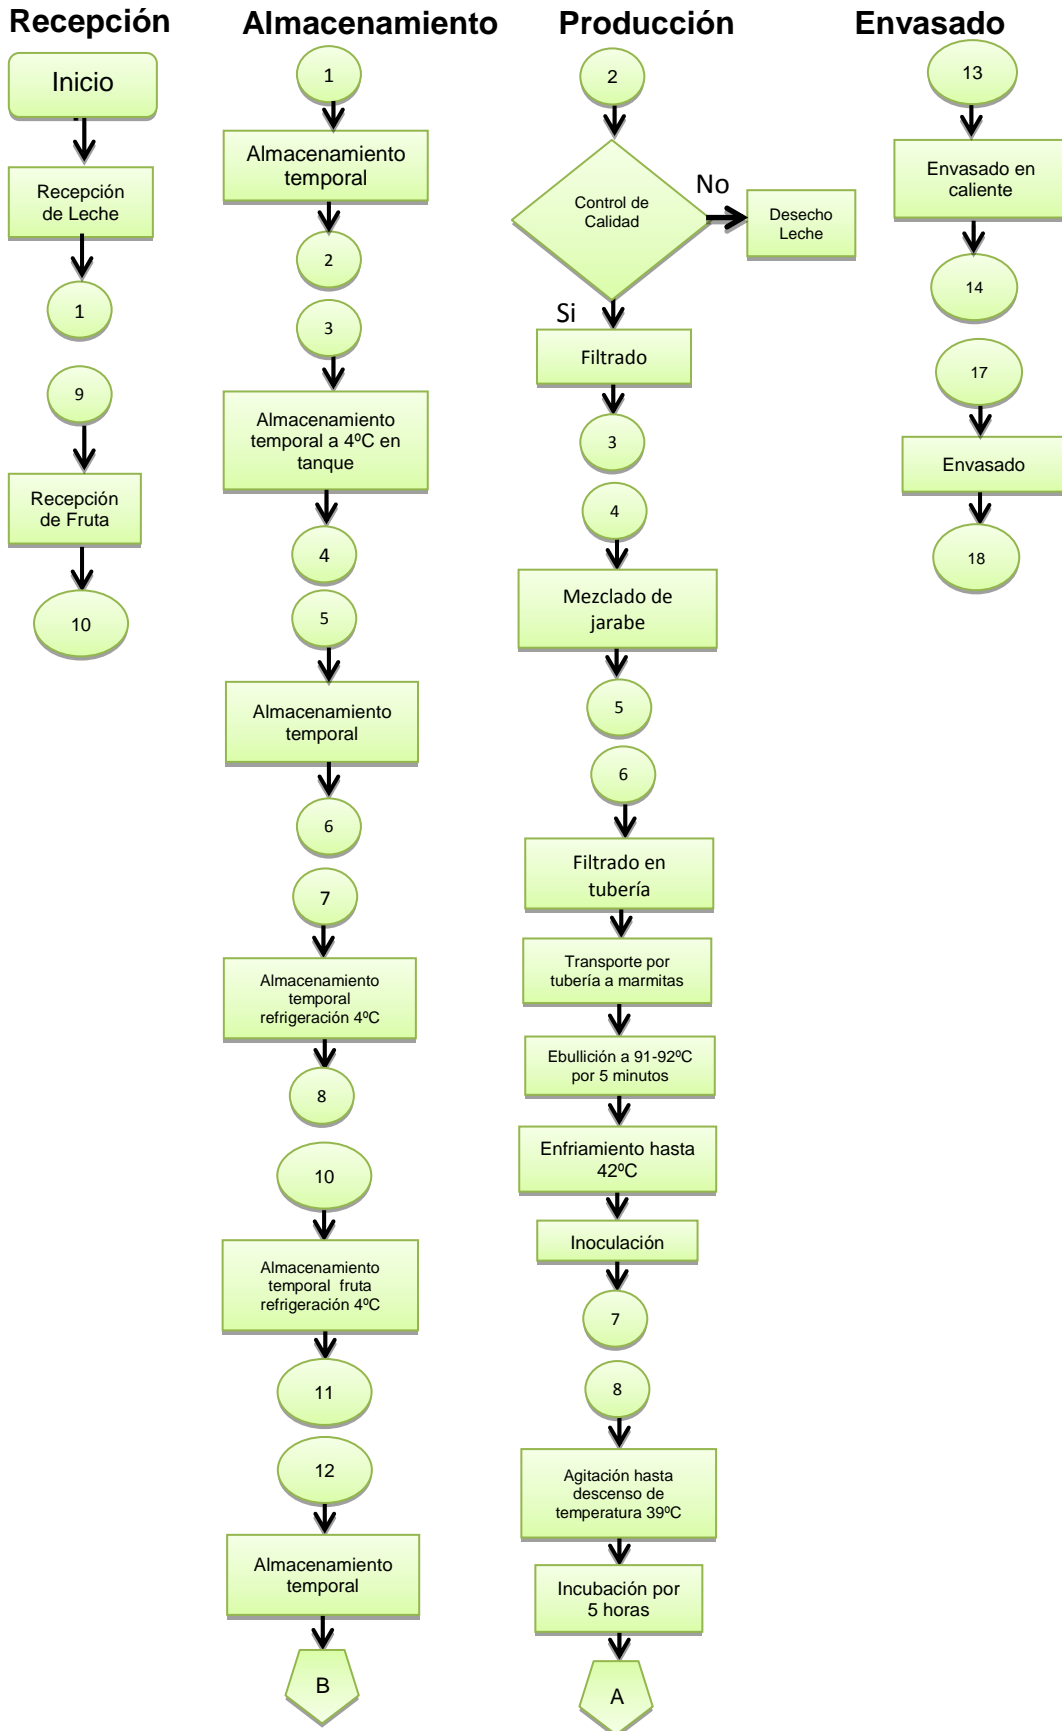 Recepción
Inicio
Recepción
de Leche
1
9
Recepción
de Fruta
10
Almacenamiento
1
Almacenamiento
temporal
2
3
Almacenamiento
temporal a 4ºC en
tanque
4
5
Almacenamiento
temporal
6
7
Almacenamiento
temporal
refrigeración 4ºC
8
10
Almacenamiento
temporal fruta
refrigeración 4ºC
11
12
Almacenamiento
temporal
B
Producción
2
Control de
Calidad
No
Desecho
Leche
Si
Filtrado
3
4
Mezclado de
jarabe
5
6
Filtrado en
tubería
Transporte por
tubería a marmitas
Ebullición a 91-92ºC
por 5 minutos
Enfriamiento hasta
42ºC
Inoculación
7
8
Agitación hasta
descenso de
temperatura 39ºC
Incubación por
5 horas
A
Envasado
13
Envasado en
caliente
14
17
Envasado
18